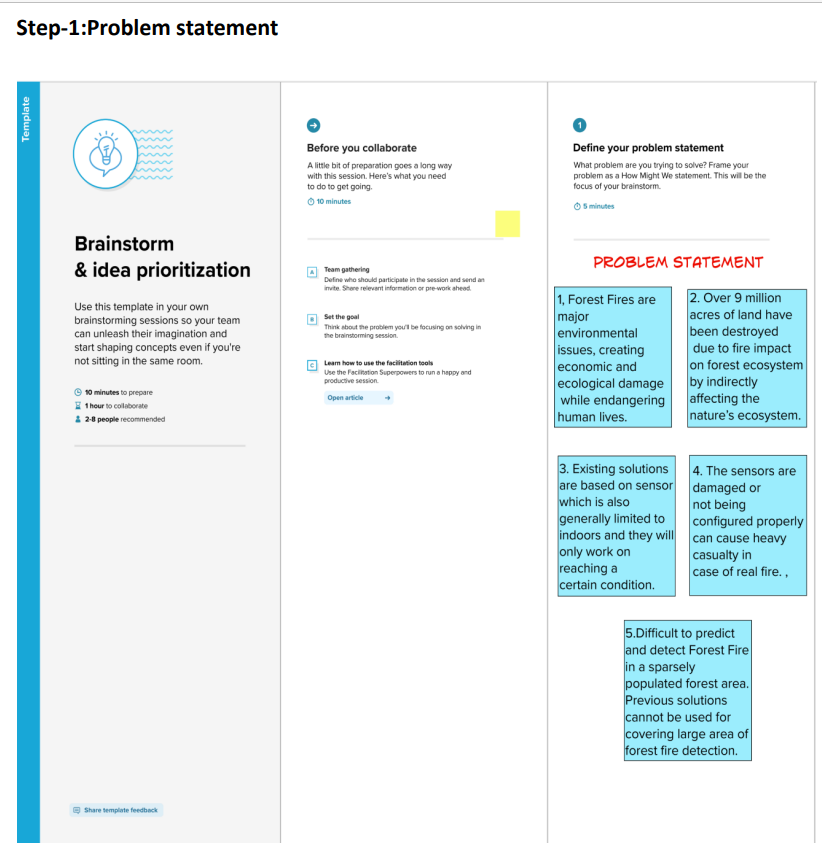 Step-1:Problem statement
Template
Brainstorm
& idea prioritization
Use this template in your own
brainstorming sessions so your team
can unleash their imagination and
start shaping concepts even if you're
not sitting in the same room.
10 minutes to prepare
1 hour to collaborate
2-8 people recommended
Share template feedback
Before you collaborate
A little bit of preparation goes a long way
with this session. Here's what you need
to do to get going.
10 minutes
A
Team gathering
Define who should participate in the session and send an
invite. Share relevant information or pre-work ahead.
B
Set the goal
Think about the problem you'll be focusing on solving in
the brainstorming session.
C
Learn how to use the facilitation tools
Use the Facilitation Superpowers to run a happy and
productive session.
Open article
1
Define your problem statement
What problem are you trying to solve? Frame your
problem as a How Might We statement. This will be the
focus of your brainstorm.
5 minutes
PROBLEM STATEMENT
1, Forest Fires are
major
environmental
issues, creating
economic and
ecological damage
while endangering
human lives.
2. Over 9 million
acres of land have
been destroyed
due to fire impact
on forest ecosystem
by indirectly
affecting the
nature's ecosystem.
3. Existing solutions
are based on sensor
which is also
generally limited to
indoors and they will
only work on
reaching a
certain condition.
4. The sensors are
damaged or
not being
configured properly
can cause heavy
casualty in
case of real fire. ,
5.Difficult to predict
and detect Forest Fire
in a sparsely
populated forest area.
Previous solutions
cannot be used for
covering large area of
forest fire detection.